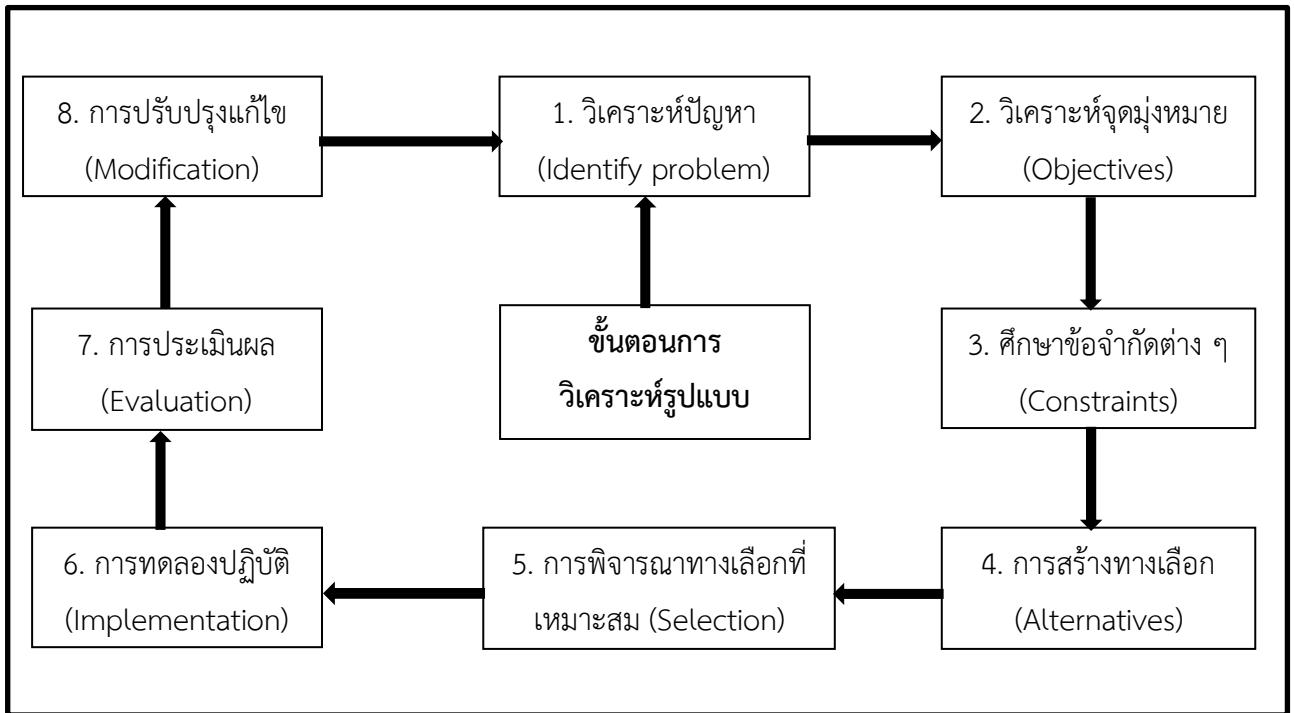 8. การปรับปรุงแก้ไข
(Modification)
1. วิเคราะห์ปัญหา
(Identify problem)
2. วิเคราะห์จุดมุ่งหมาย
(Objectives)
7. การประเมินผล
(Evaluation)
ขั้นตอนการ
วิเคราะห์รูปแบบ
3. ศึกษาข้อจำกัดต่าง ๆ
(Constraints)
6. การทดลองปฏิบัติ
(Implementation)
5. การพิจารณาทางเลือกที่
เหมาะสม (Selection)
4. การสร้างทางเลือก
(Alternatives)